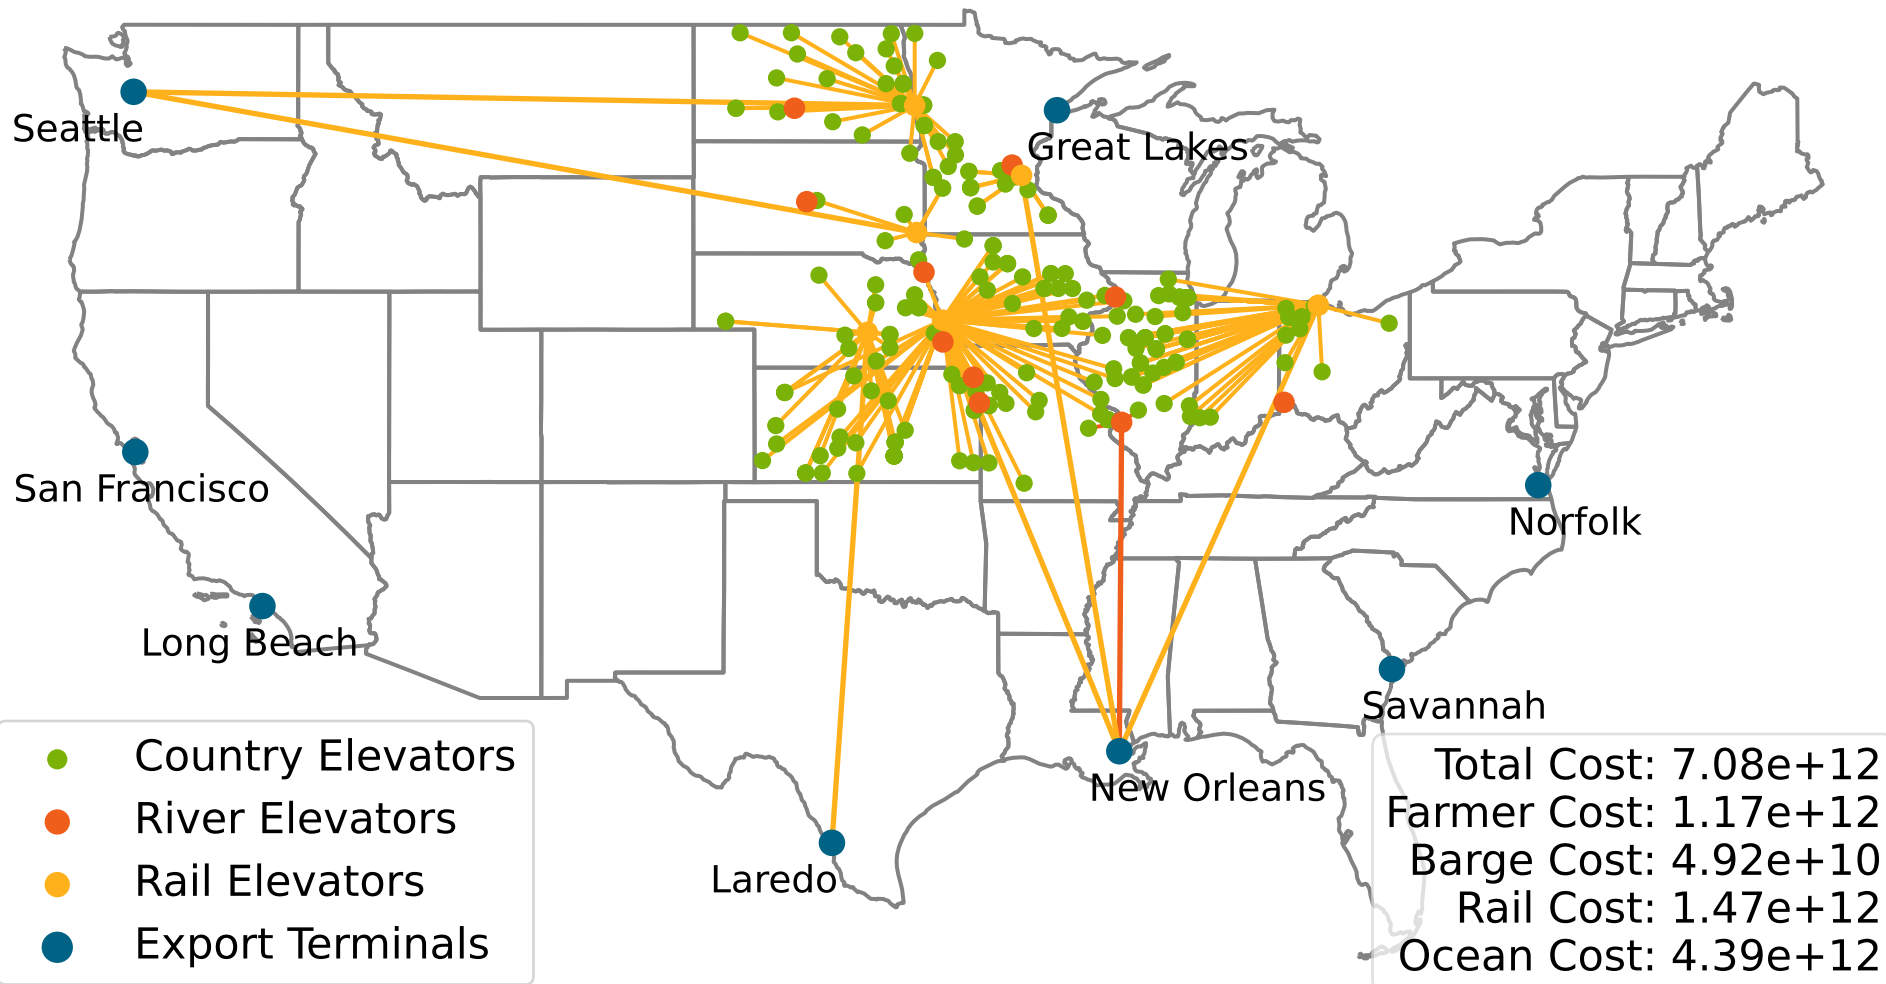 Seattle
Great Lakes
San Francisco
Norfolk
Long Beach
Savannah
New Orleans
Laredo
Country Elevators
River Elevators
Rail Elevators
Export Terminals
Total Cost: 7.08e+12
Farmer Cost: 1.17e+12
Barge Cost: 4.92e+10
Rail Cost: 1.47e+12
Ocean Cost: 4.39e+12